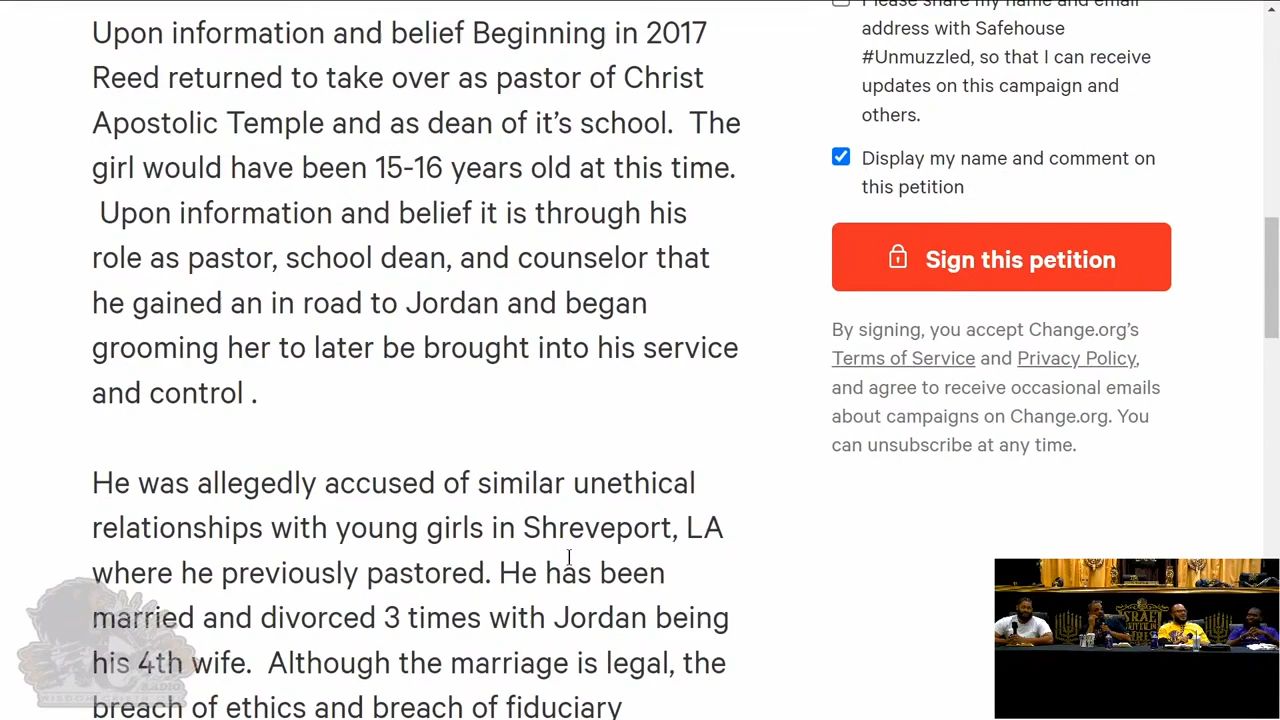 Upon information and belief Beginning in 2017
Reed returned to take over as pastor of Christ
Apostolic Temple and as dean of it’s school.  The
girl would have been 15-16 years old at this time.
 Upon information and belief it is through his
role as pastor, school dean, and counselor that
he gained an in road to Jordan and began
grooming her to later be brought into his service
and control .
He was allegedly accused of similar unethical
relationships with young girls in Shreveport, LA
where he previously pastored. He has been
married and divorced 3 times with Jordan being
his 4th wife.  Although the marriage is legal, the
breach of ethics and breach of fiduciary
Please share my name and email
address with Safehouse
#Unmuzzled, so that I can receive
updates on this campaign and
others.
Display my name and comment on
this petition
Sign this petition
By signing, you accept Change.org’s
Terms of Service and Privacy Policy,
and agree to receive occasional emails
about campaigns on Change.org. You
can unsubscribe at any time.
RADIO